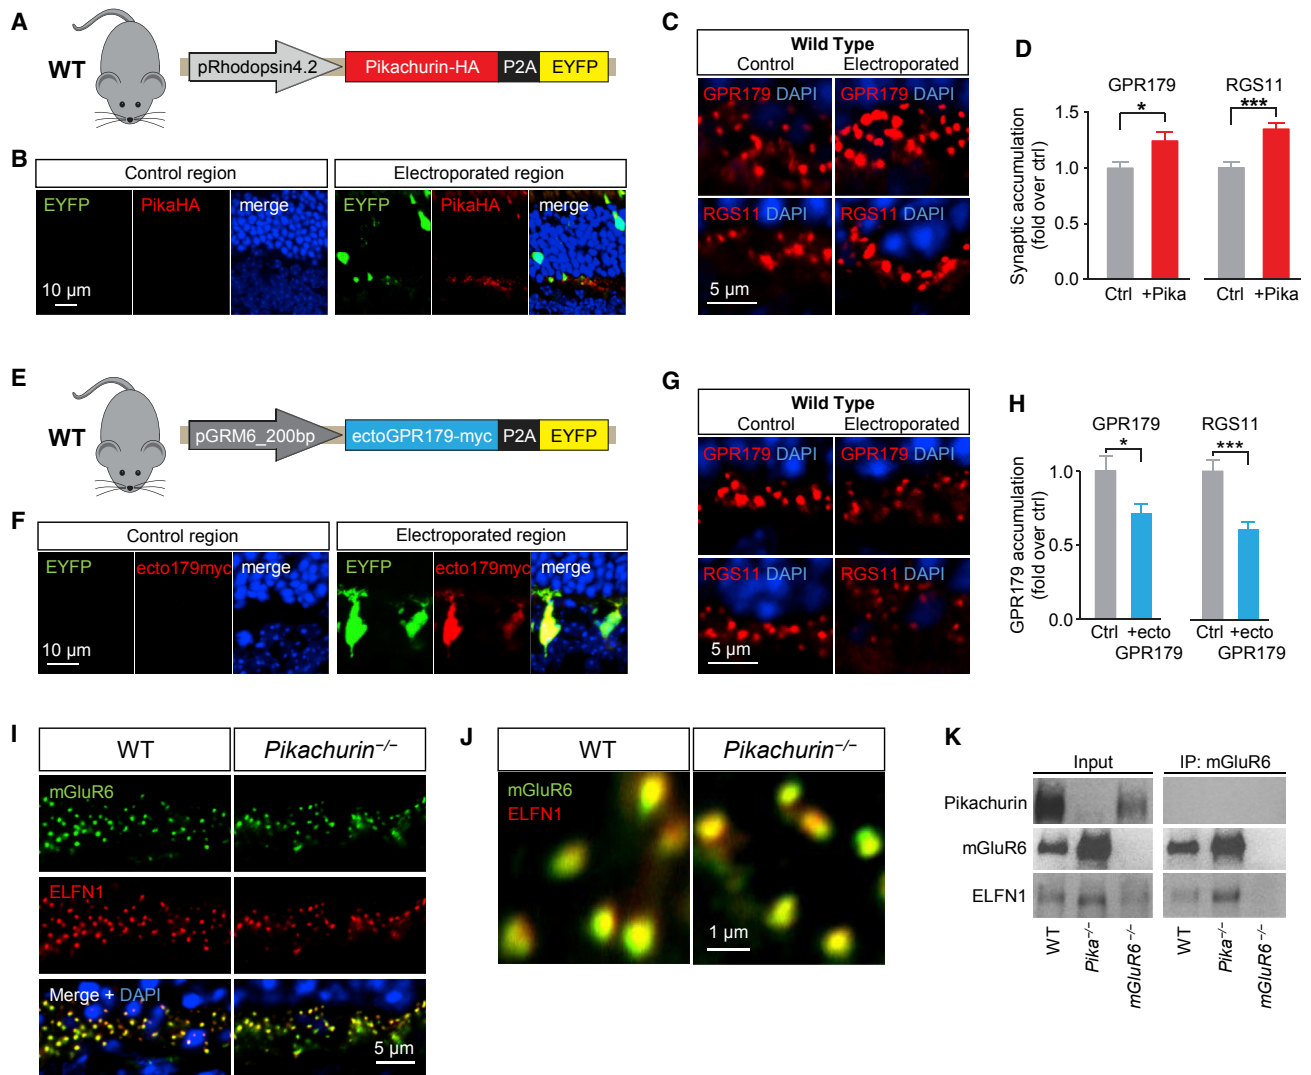 A
WT
pRhodopsin4.2
Pikachurin-HA
P2A
EYFP
B
Control region
Electroporated region
EYFP
PikaHA
merge
EYFP
PikaHA
merge
10 µm
C
Wild Type
Control
Electroporated
GPR179 DAPI
GPR179 DAPI
RGS11 DAPI
RGS11 DAPI
5 µm
D
GPR179
RGS11
*
***
Synaptic accumulation
(fold over ctrl)
1.5
1.0
0.5
0.0
Ctrl +Pika
Ctrl +Pika
E
WT
pGRM6_200bp
ectoGPR179-myc
P2A
EYFP
F
Control region
Electroporated region
EYFP
ecto179myc
merge
EYFP
ecto179myc
merge
10 µm
G
Wild Type
Control
Electroporated
GPR179 DAPI
GPR179 DAPI
RGS11 DAPI
RGS11 DAPI
5 µm
H
GPR179
RGS11
*
***
GPR179 accumulation
(fold over ctrl)
1.0
0.5
0.0
Ctrl +ecto
GPR179
Ctrl +ecto
GPR179
I
WT
Pikachurin–/–
mGluR6
ELFN1
Merge + DAPI
5 µm
J
WT
Pikachurin–/–
mGluR6
ELFN1
1 µm
K
Input
IP: mGluR6
Pikachurin
mGluR6
ELFN1
WT
Pika–/–
mGluR6–/–
WT
Pika–/–
mGluR6–/–